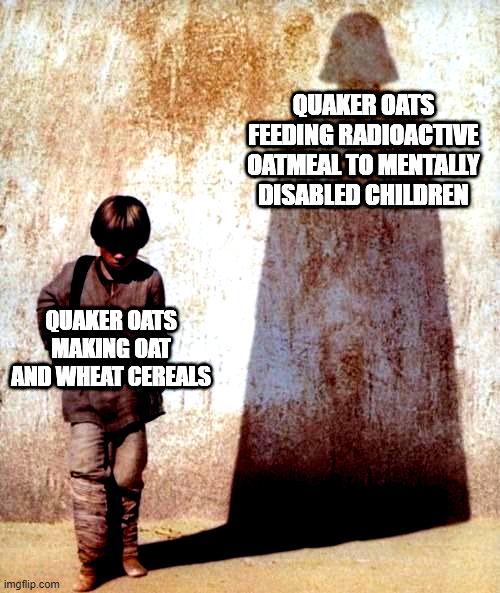 QUAKER OATS
FEEDING RADIOACTIVE
OATMEAL TO MENTALLY
DISABLED CHILDREN
QUAKER OATS
MAKING OAT
AND WHEAT CEREALS
imgflip.com